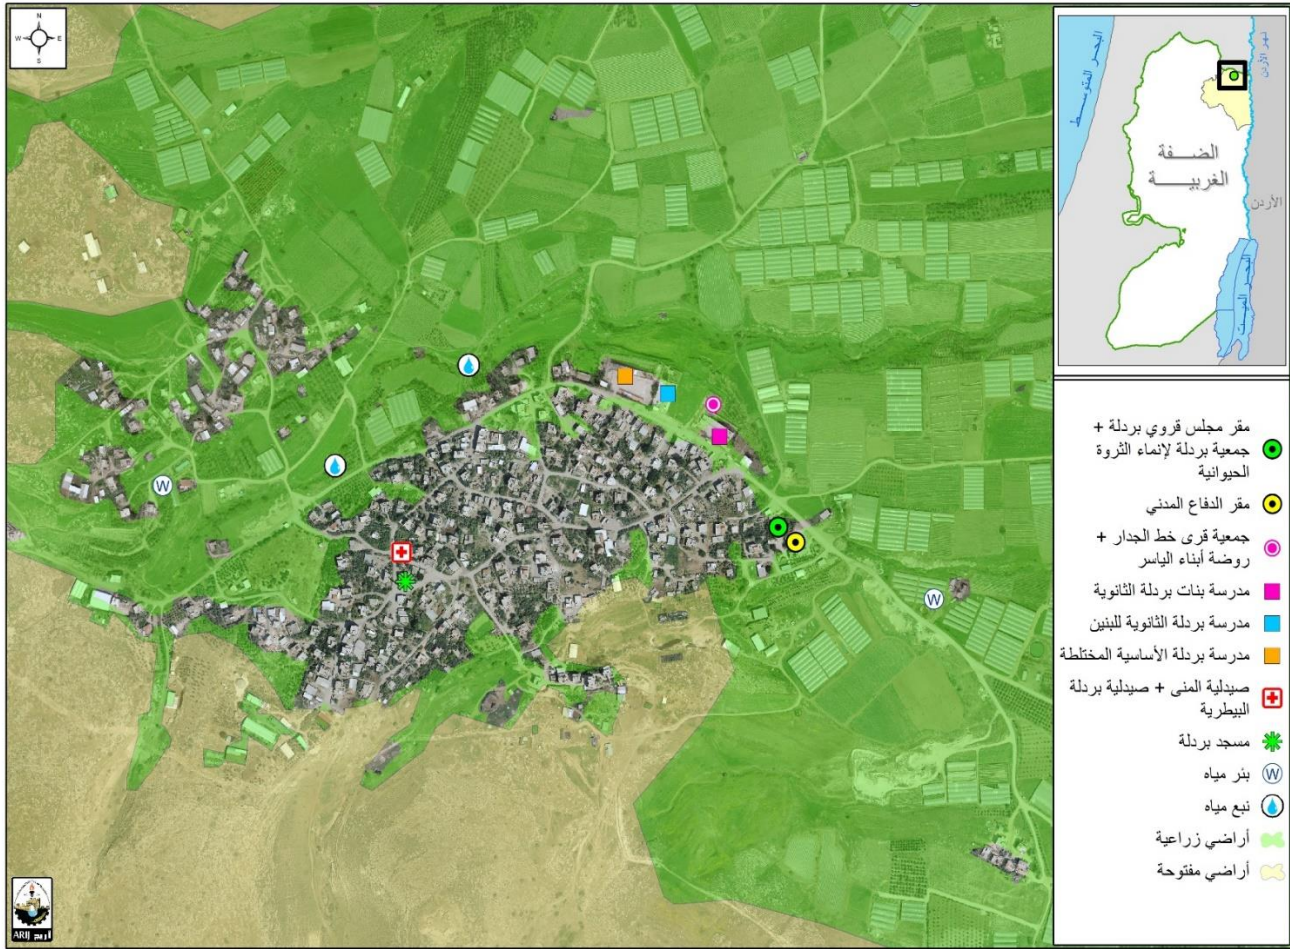 N
W
E
S
البحر المتوسط
نهر الأردن
الضفة
الغربية
الأردن
البحر الميت
مقر مجلس قروي بردلة +
جمعية بردلة لإنماء الثروة
الحيوانية
مقر الدفاع المدني
جمعية قرى خط الجدار +
روضة أبناء الياسر
مدرسة بنات بردلة الثانوية
مدرسة بردلة الثانوية للبنين
مدرسة بردلة الأساسية المختلطة
صيدلية المنى + صيدلية بردلة
البيطرية
مسجد بردلة
W
بئر مياه
نبع مياه
أراضي زراعية
أراضي مفتوحة
W
W
أريج ARIJ